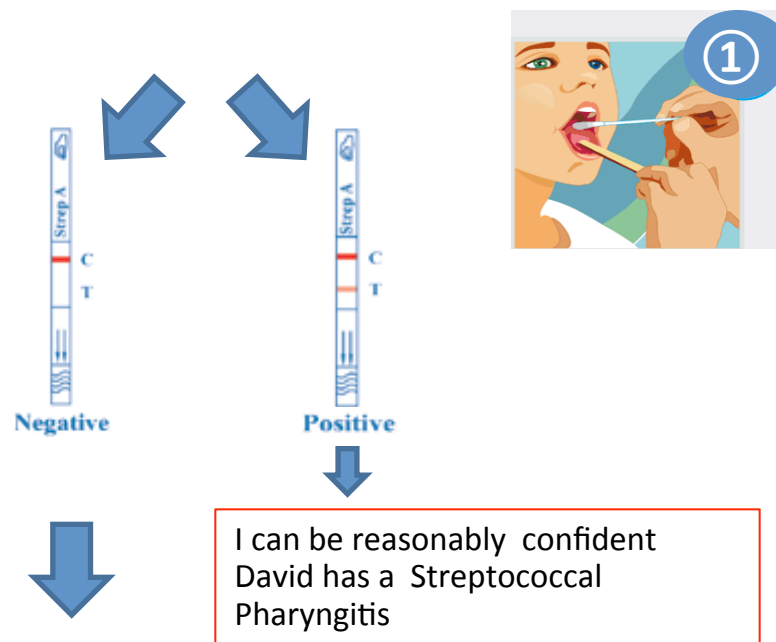 ①
Strep A
Strep A
C
C
T
T
Negative
Positive
I can be reasonably  confident
David has a  Streptococcal
Pharyngitis